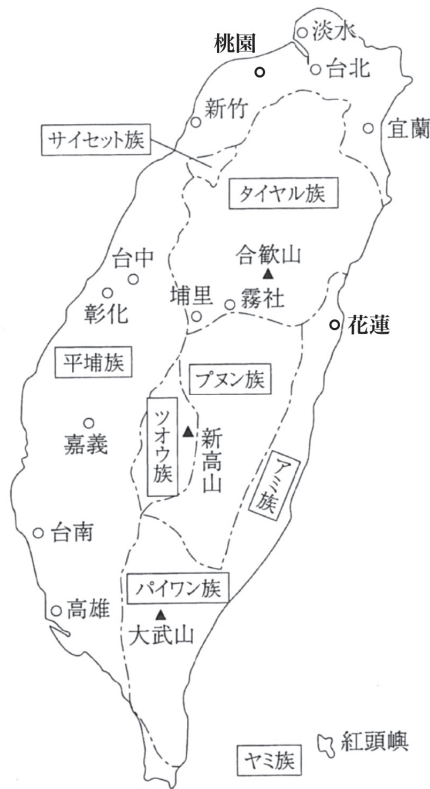 淡水
桃園
台北
新竹
宜蘭
サイセット族
タイヤル族
合歓山
台中
彰化
埔里
霧社
花蓮
平埔族
ブヌン族
ツオウ族
新高山
嘉義
アミ族
台南
パイワン族
高雄
大武山
紅頭嶼
ヤミ族